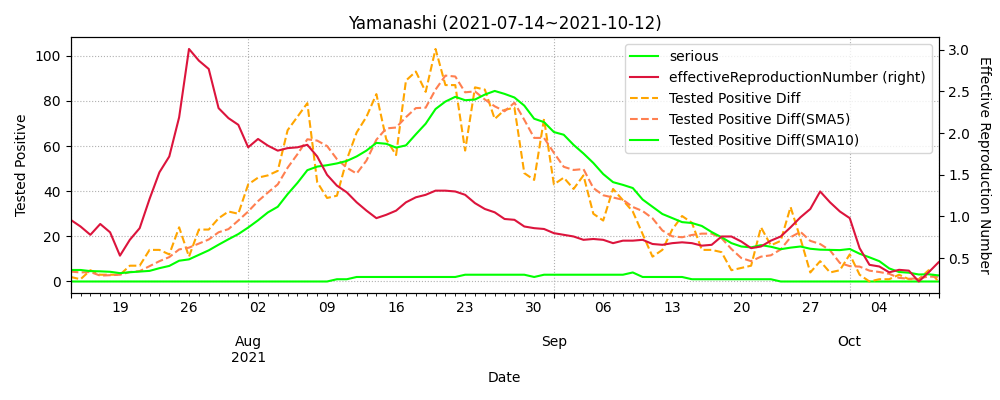 Yamanashi (2021-07-14~2021-10-12)
serious
effectiveReproductionNumber (right)
Tested Positive Diff
Tested Positive Diff(SMA5)
Tested Positive Diff(SMA10)
Tested Positive
100
80
60
40
20
0
3.0
2.5
2.0
1.5
1.0
0.5
Effective Reproduction Number
19 26 02 09 16 23 30 06 13 20 27 04
Aug Sep Oct
2021
Date